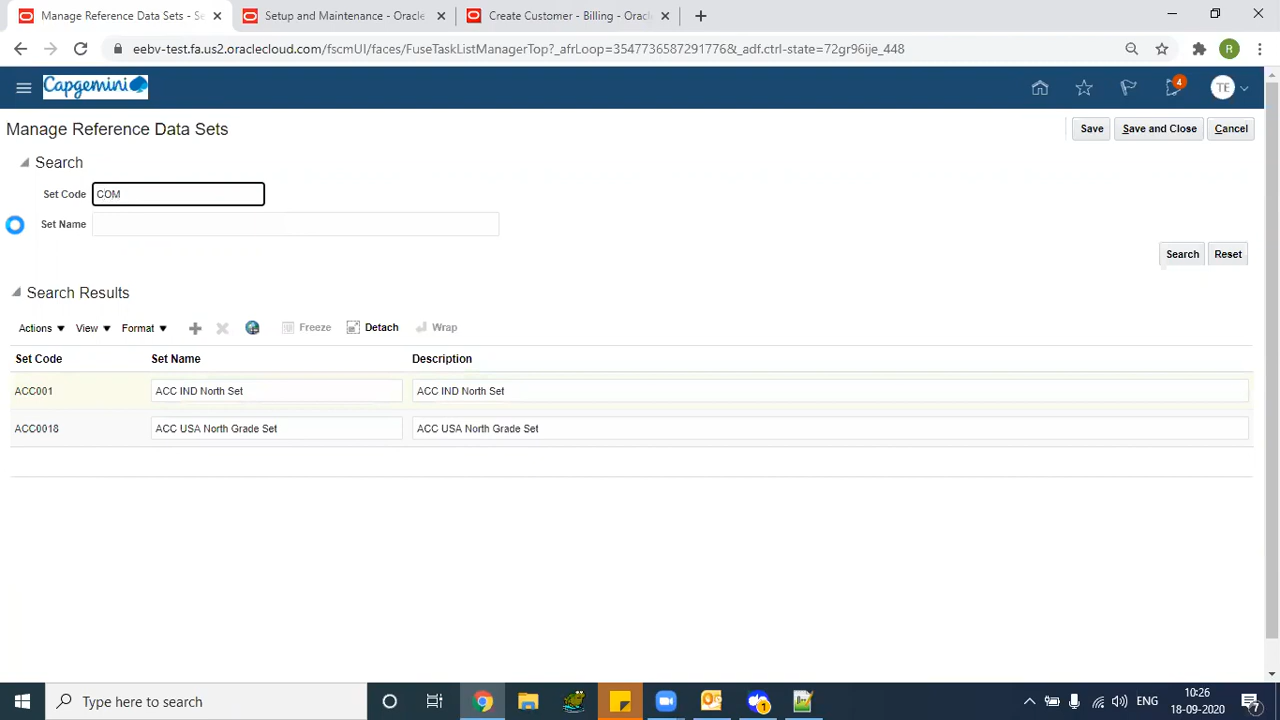 Manage Reference Data Sets - Se
Setup and Maintenance - Oracle
Create Customer - Billing - Oracl
eebv-test.fa.us2.oraclecloud.com/fscmUI/faces/FuseTaskListManagerTop?_afrLoop=3547736587291776&_adf.ctrl-state=72gr96ije_448
R
Capgemini
4
TE
Manage Reference Data Sets
Save
Save and Close
Cancel
Search
Set Code COM
Set Name
Search
Reset
Search Results
Actions
View
Format
Freeze
Detach
Wrap
Set Code
Set Name
Description
ACC001
ACC IND North Set
ACC IND North Set
ACC0018
ACC USA North Grade Set
ACC USA North Grade Set
Type here to search
1
ENG
10:26
18-09-2020
7